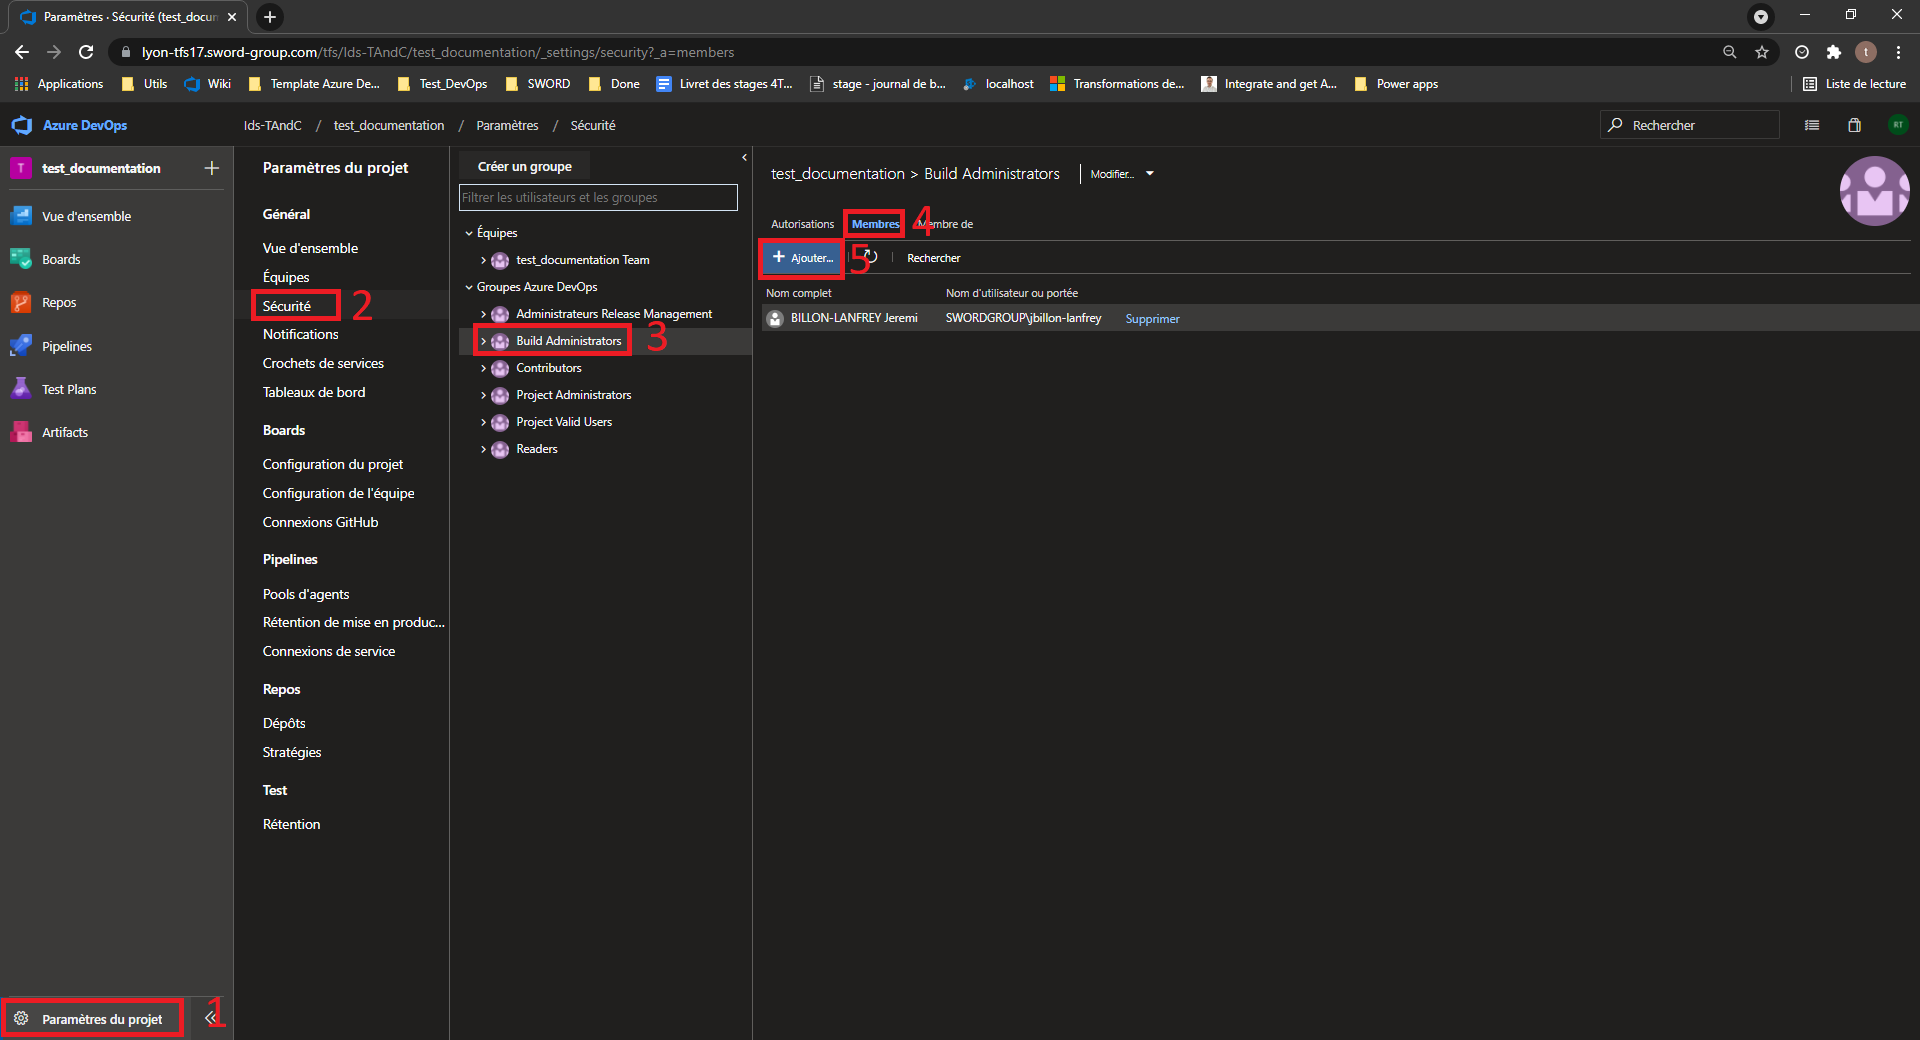 Paramètres · Sécurité (test_docun
lyon-tfs17.sword-group.com/tfs/Ids-TAndC/test_documentation/_settings/security?_a=members
t
Applications
Utils
Wiki
Template Azure De...
Test_DevOps
SWORD
Done
Livret des stages 4T...
stage - journal de b...
localhost
Transformations de...
Integrate and get A...
Power apps
Liste de lecture
Azure DevOps
Ids-TAndC / test_documentation / Paramètres / Sécurité
Rechercher
RT
T
test_documentation
Vue d'ensemble
Boards
Repos
Pipelines
Test Plans
Artifacts
Paramètres du projet
1
Paramètres du projet
Général
Vue d'ensemble
Équipes
Sécurité
2
Notifications
Crochets de services
Tableaux de bord
Boards
Configuration du projet
Configuration de l'équipe
Connexions GitHub
Pipelines
Pools d'agents
Rétention de mise en produc...
Connexions de service
Repos
Dépôts
Stratégies
Test
Rétention
Créer un groupe
Filtrer les utilisateurs et les groupes
Équipes
test_documentation Team
Groupes Azure DevOps
Administrateurs Release Management
Build Administrators
3
Contributors
Project Administrators
Project Valid Users
Readers
test_documentation > Build Administrators
Modifier...
Autorisations
Membres
4
Membre de
+ Ajouter...
5
Rechercher
Nom complet
Nom d'utilisateur ou portée
BILLON-LANFREY Jeremi
SWORDGROUP\jbillon-lanfrey
Supprimer